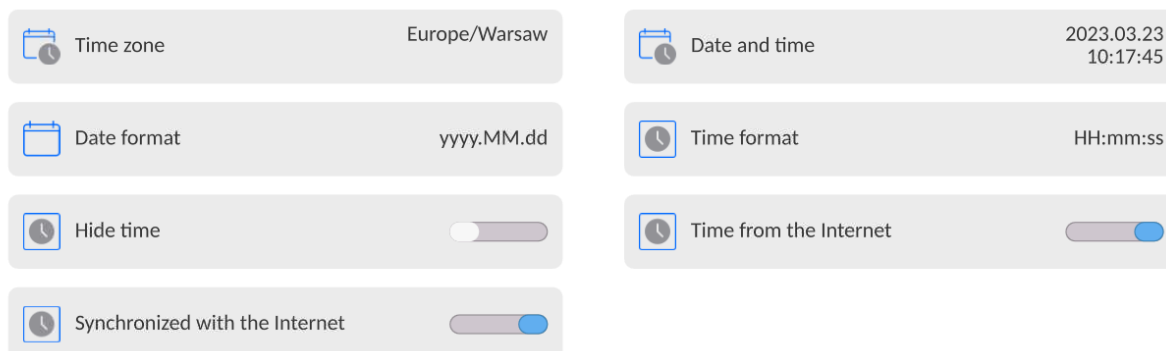 Time zone
Europe/Warsaw
Date and time
2023.03.23
10:17:45
Date format
yyyy.MM.dd
Time format
HH:mm:ss
Hide time
Time from the Internet
Synchronized with the Internet